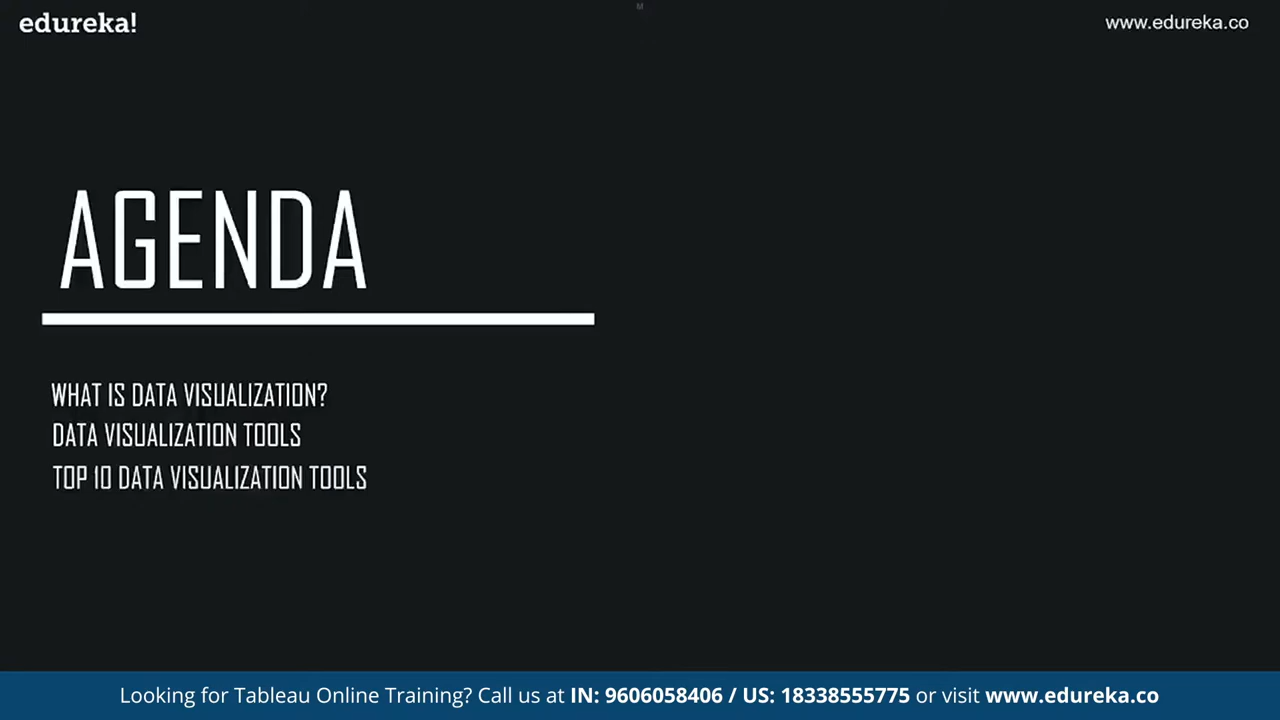 edureka!
www.edureka.co
AGENDA
WHAT IS DATA VISUALIZATION?
DATA VISUALIZATION TOOLS
TOP 10 DATA VISUALIZATION TOOLS
Looking for Tableau Online Training? Call us at IN: 9606058406 / US: 18338555775 or visit www.edureka.co